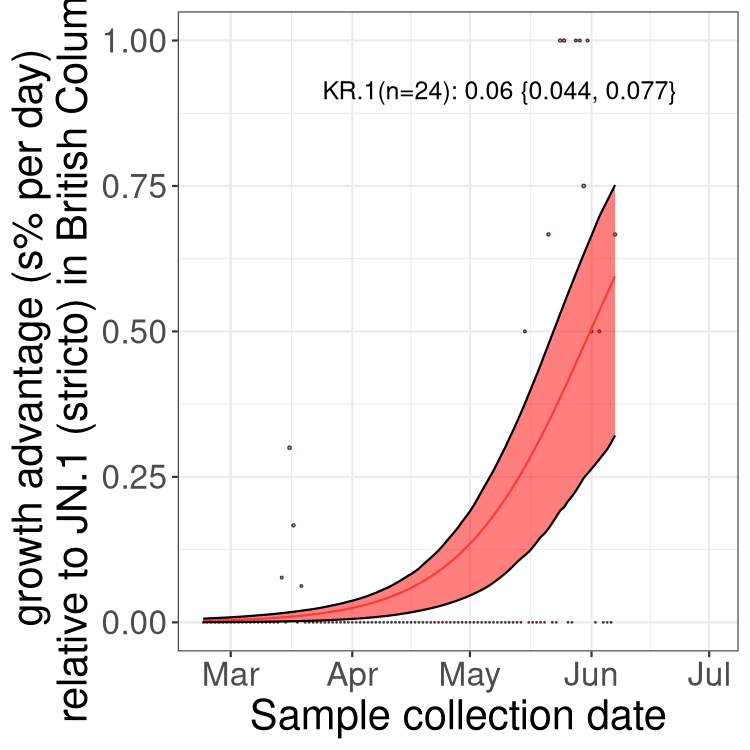 growth advantage (s% per day)
relative to JN.1 (stricto) in British Colum
1.00
0.75
0.50
0.25
0.00
KR.1(n=24): 0.06 {0.044, 0.077}
Mar Apr May Jun Jul
Sample collection date